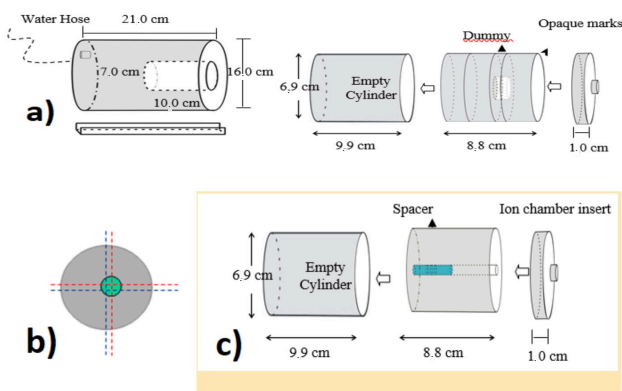 Water Hose
21.0 cm
7.0 cm
16.0 cm
10.0 cm
a)
6.9 cm
Empty
Cylinder
9.9 cm
Dummy
8.8 cm
Opaque marks
1.0 cm
b)
c)
6.9 cm
Empty
Cylinder
9.9 cm
Spacer
8.8 cm
Ion chamber insert
1.0 cm